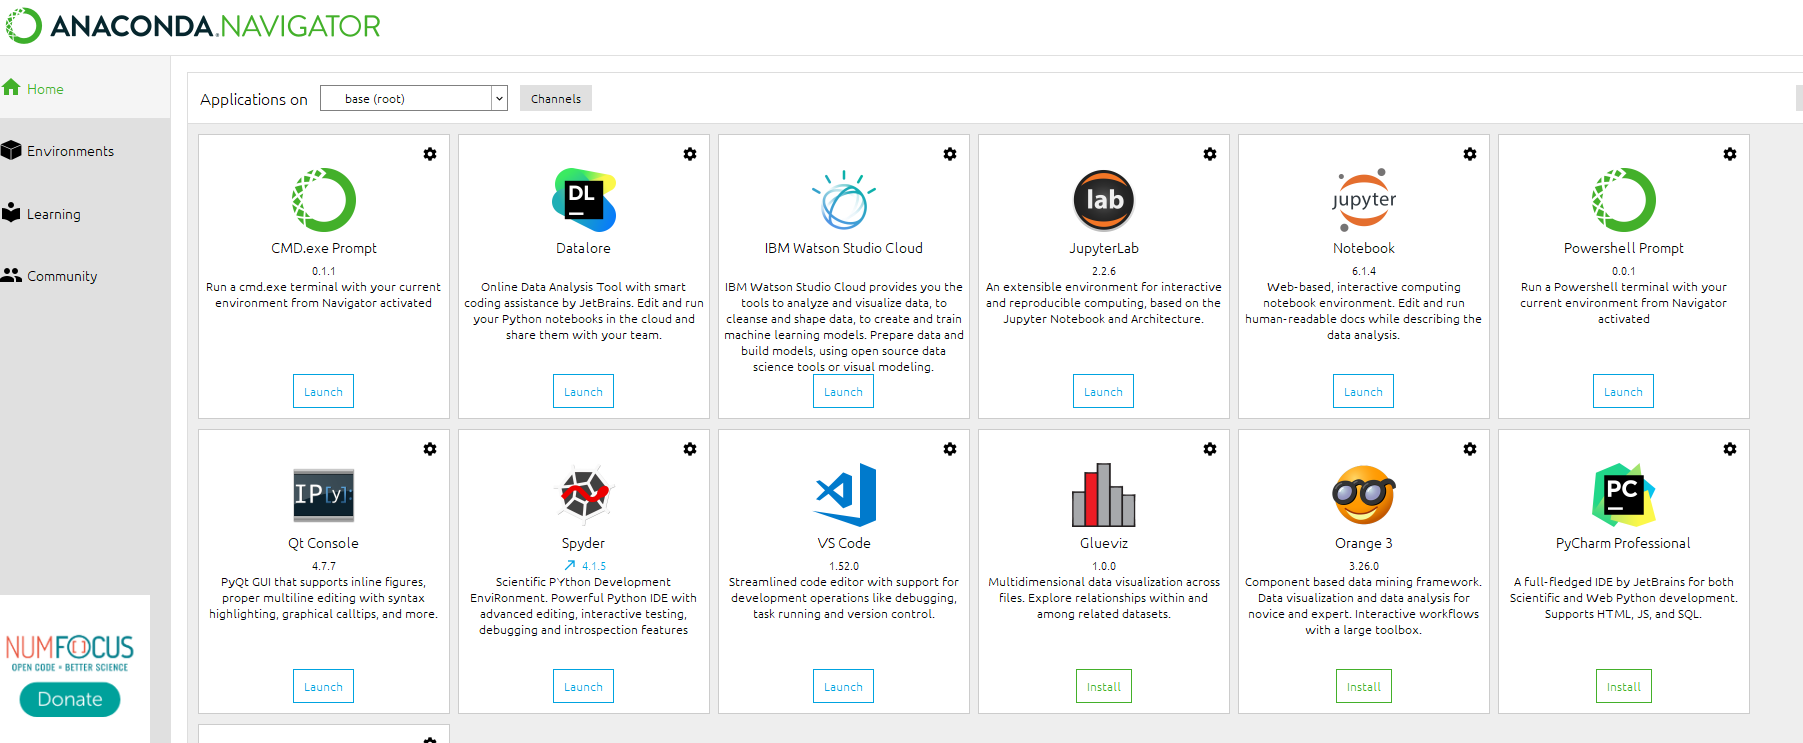 ANACONDA.NAVIGATOR
Home
Environments
Learning
Community
NUMFOCUS
OPEN CODE = BETTER SCIENCE
Donate
Applications on
base (root)
Channels
CMD.exe Prompt
0.1.1
Run a cmd.exe terminal with your current
environment from Navigator activated
Launch
DL
Datalore
Online Data Analysis Tool with smart
coding assistance by JetBrains. Edit and run
your Python notebooks in the cloud and
share them with your team.
Launch
IBM Watson Studio Cloud
IBM Watson Studio Cloud provides you the
tools to analyze and visualize data, to
cleanse and shape data, to create and train
machine learning models. Prepare data and
build models, using open source data
science tools or visual modeling.
Launch
lab
JupyterLab
2.2.6
An extensible environment for interactive
and reproducible computing, based on the
Jupyter Notebook and Architecture.
Launch
jupyter
Notebook
6.1.4
Web-based, interactive computing
notebook environment. Edit and run
human-readable docs while describing the
data analysis.
Launch
Powershell Prompt
0.0.1
Run a Powershell terminal with your
current environment from Navigator
activated
Launch
IP[y]:
Qt Console
4.7.7
PyQt GUI that supports inline figures,
proper multiline editing with syntax
highlighting, graphical calltips, and more.
Launch
Spyder
4.1.5
Scientific PYthon Development
EnviRonment. Powerful Python IDE with
advanced editing, interactive testing,
debugging and introspection features
Launch
VS Code
1.52.0
Streamlined code editor with support for
development operations like debugging,
task running and version control.
Launch
Glueviz
1.0.0
Multidimensional data visualization across
files. Explore relationships within and
among related datasets.
Install
Orange 3
3.26.0
Component based data mining framework.
Data visualization and data analysis for
novice and expert. Interactive workflows
with a large toolbox.
Install
PC
PyCharm Professional
A full-fledged IDE by JetBrains for both
Scientific and Web Python development.
Supports HTML, JS, and SQL.
Install